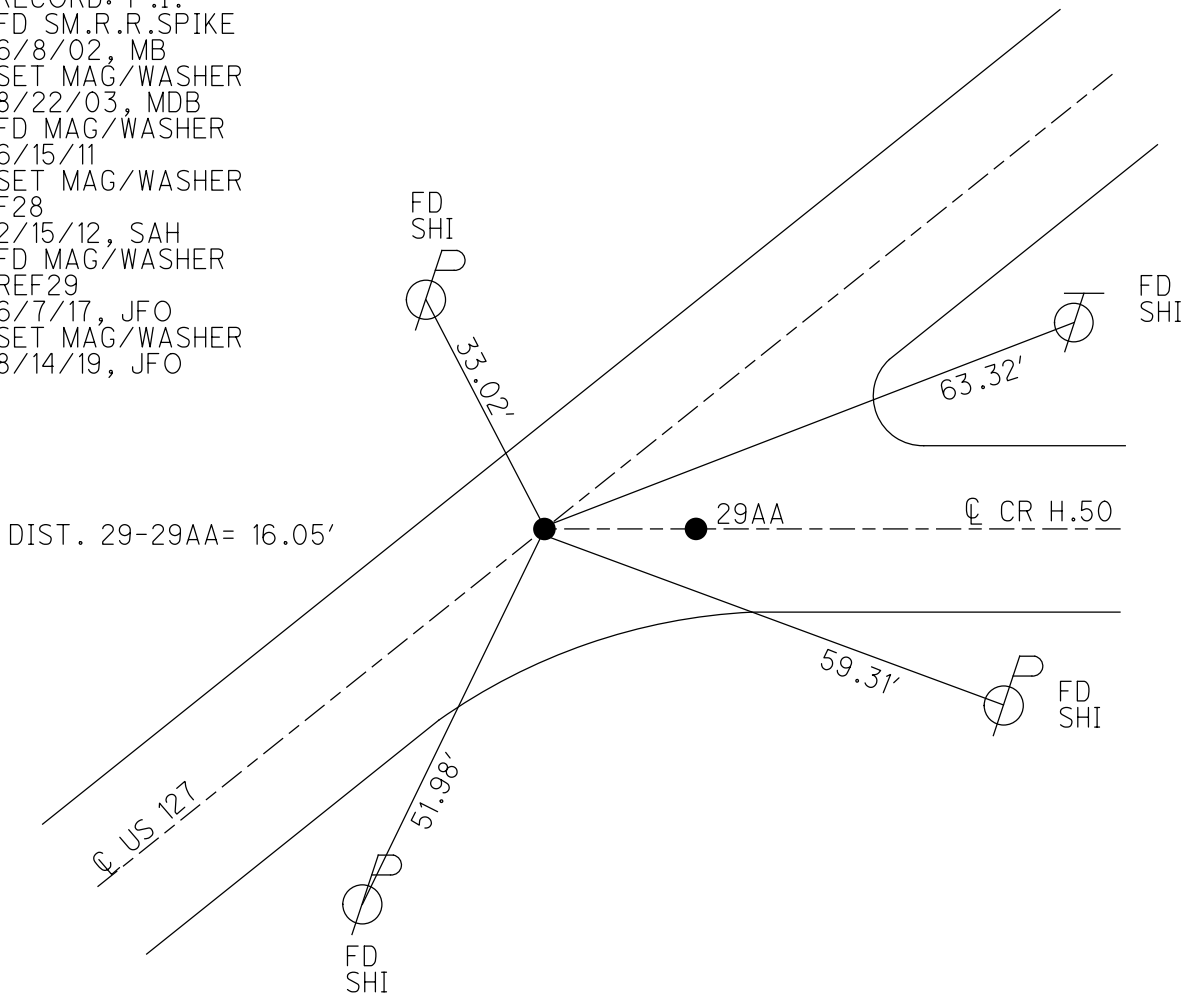 RECORD: P.I.
FD SM.R.R.SPIKE
6/8/02, MB
SET MAG/WASHER
8/22/03, MDB
FD MAG/WASHER
6/15/11
SET MAG/WASHER
F28
2/15/12, SAH
FD MAG/WASHER
REF29
6/7/17, JFO
SET MAG/WASHER
8/14/19, JFO
FD
SHI
33.02'
FD
SHI
63.32'
DIST. 29-29AA= 16.05'
29AA
℄ CR H.50
59.31'
FD
SHI
51.98'
℄ US 127
FD
SHI